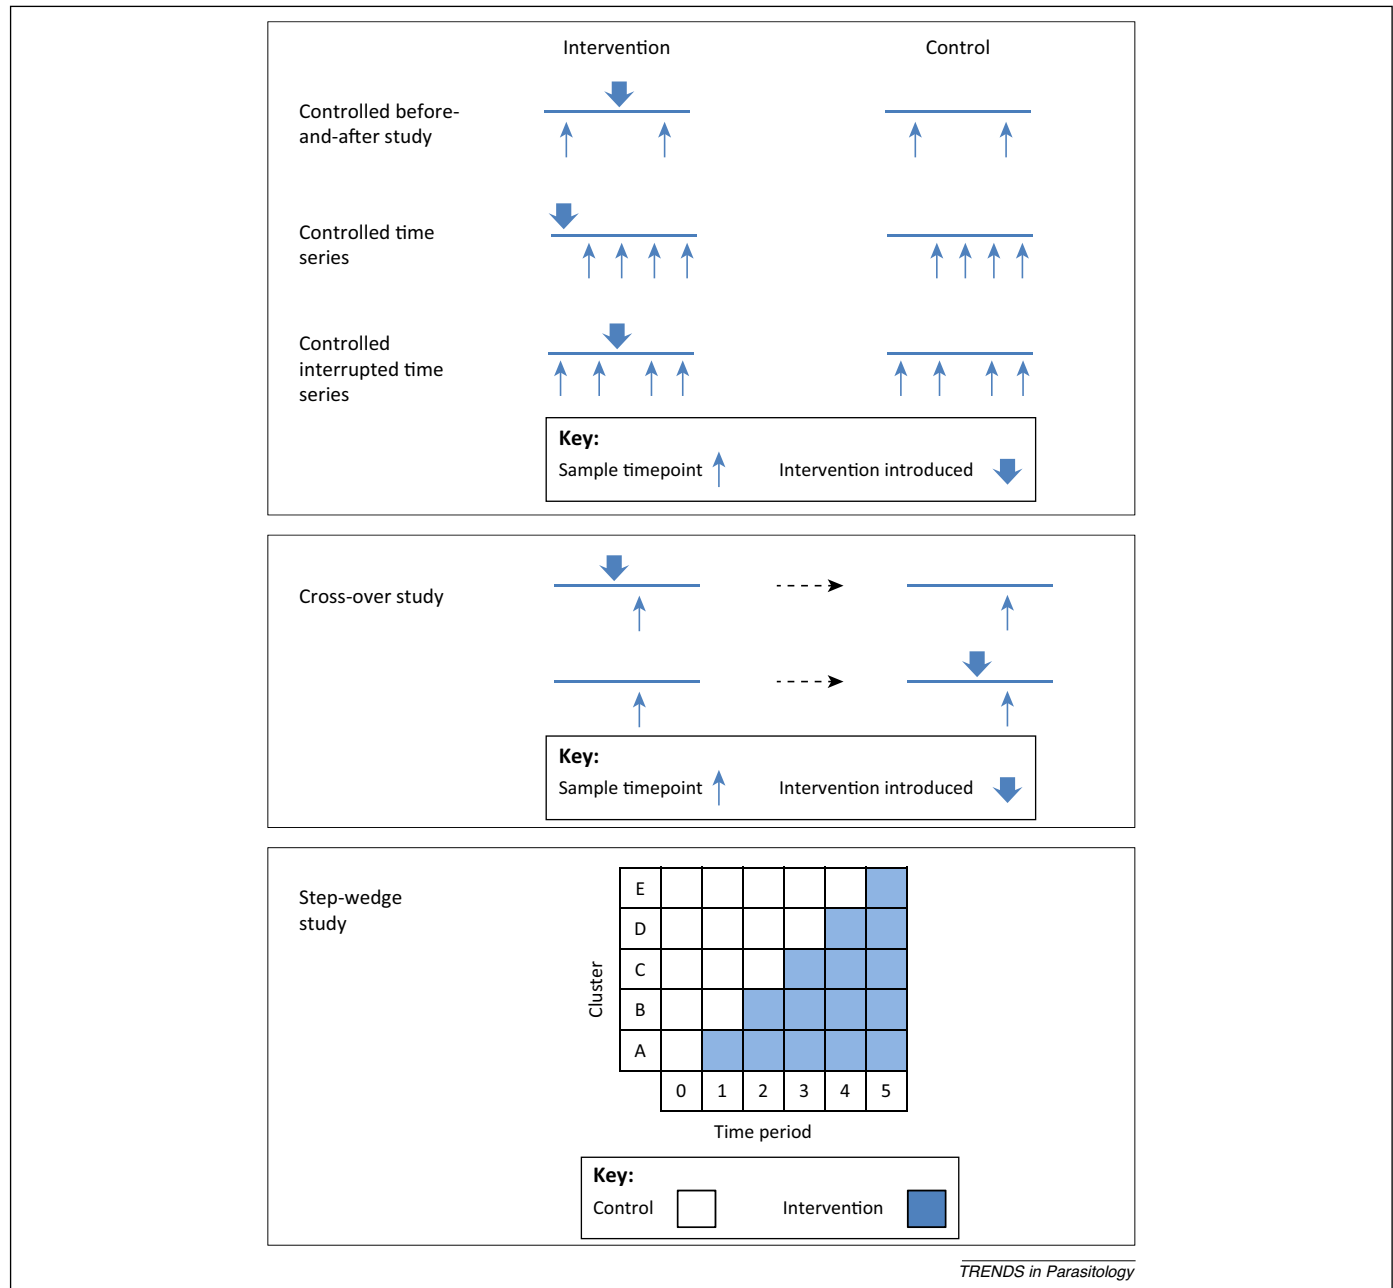 Intervention Control
Controlled before-
and-after study
Controlled time
series
Controlled
interrupted time
series
Key:
Sample timepoint Intervention introduced
Cross-over study
Key:
Sample timepoint Intervention introduced
Step-wedge
study
Cluster
E
D
C
B
A
0 1 2 3 4 5
Time period
Key:
Control Intervention
TRENDS in Parasitology